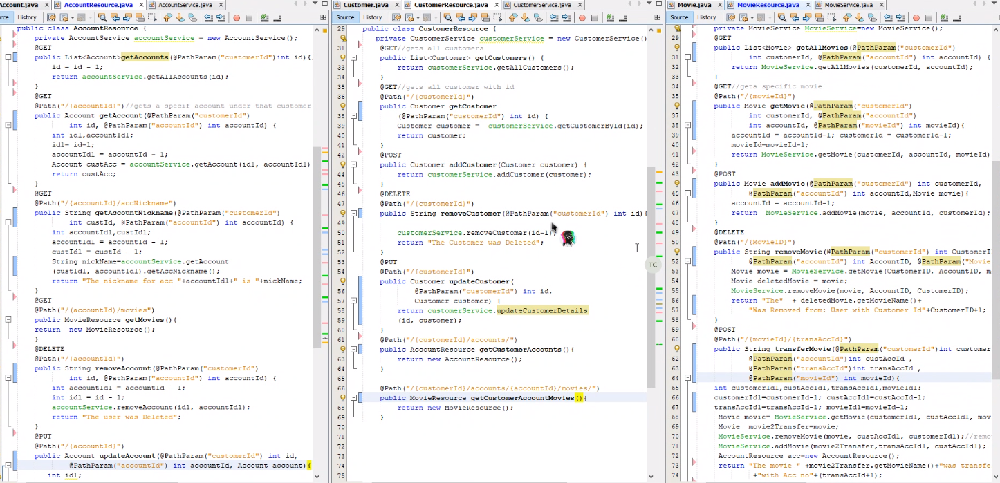 Account.java AccountResource.java AccountService.java
Source History
public class AccountResource {
private AccountService accountService = new AccountService();
@GET
public List<Account>getAccounts(@PathParam("customerId")int id){
id = id - 1;
return accountService.getAllAccounts(id);
}
@GET
@Path("/{accountId}")//gets a specif account under that customer
public Account getAccount(@PathParam("customerId")
int id, @PathParam("accountId") int accountId) {
int id1,accountId1;
id1= id-1;
accountId1 = accountId - 1;
Account custAcc = accountService.getAccount(id1, accountId1)
return custAcc;
}
@GET
@Path("/{accountId}/accNickname")
public String getAccountNickname(@PathParam("customerId")
int custId, @PathParam("accountId") int accountId) {
int accountId1,custId1;
accountId1 = accountId - 1;
custId1 = custId - 1;
String nickName=accountService.getAccount
(custId1, accountId1).getAccNickname();
return "The nickname for acc "+accountId1+" is "+nickName;
}
@GET
@Path("/{accountId}/movies")
public MovieResource getMovies(){
return new MovieResource();
}
@DELETE
@Path("/{accountId}")
public String removeAccount(@PathParam("customerId")
int id, @PathParam("accountId") int accountId) {
int accountId1 = accountId - 1;
int id1 = id - 1;
accountService.removeAccount(id1, accountId1);
return "The user was Deleted";
}
@PUT
@Path("/{accountId}")
public Account updateAccount(@PathParam("customerId") int id,
@PathParam("accountId") int accountId, Account account){
int id1;
Customer.java CustomerResource.java CustomerService.java
Source History
29 public class CustomerResource {
private CustomerService customerService = new CustomerService()
31 @GET//gets all customers
public List<Customer> getCustomers() {
33 return customerService.getAllCustomers();
34 }
35 @GET//gets all customer with id
36 @Path("/{customerId}")
public Customer getCustomer
38 (@PathParam("customerId") int id) {
39 Customer customer = customerService.getCustomerById(id);
40 return customer;
41 }
42 @POST
public Customer addCustomer(Customer customer) {
44 return customerService.addCustomer(customer);
45 }
46 @DELETE
47 @Path("/{customerId}")
public String removeCustomer(@PathParam("customerId") int id){
49
50 customerService.removeCustomer(id-1);
51 return "The Customer was Deleted";
52 }
53 @PUT
54 @Path("/{customerId}")
public Customer updateCustomer(
56 @PathParam("customerId") int id,
57 Customer customer) {
58 return customerService.updateCustomerDetails
59 (id, customer);
60 }
61 @Path("/{customerId}/accounts/")
public AccountResource getCustomerAccounts(){
63 return new AccountResource();
64 }
65
66 @Path("/{customerId}/accounts/{accountId}/movies/")
public MovieResource getCustomerAccountMovies(){
68 return new MovieResource();
69 }
70
71
72
73
74
75
TC
Movie.java MovieResource.java MovieService.java
Source History
private MovieService MovieService=new MovieService();
29 @GET
public List<Movie> getAllMovies(@PathParam("customerId")
31 int customerId, @PathParam("accountId") int accountId) {
32 return MovieService.getAllMovies(customerId, accountId);
33 }
34 @GET//geta specific movie
35 @Path("/{movieId}")
public Movie getMovie(@PathParam("customerId")
37 int customerId, @PathParam("accountId")
38 int accountId, @PathParam("movieId") int movieId){
39 accountId = accountId-1; customerId = customerId-1;
40 movieId=movieId-1;
41 return MovieService.getMovie(customerId, accountId, movieId)
42 }
43 @POST
public Movie addMovie(@PathParam("customerId") int customerId,
45 @PathParam("accountId") int accountId,Movie movie){
46 accountId = accountId-1;
47 return MovieService.addMovie(movie, accountId, customerId);
48 }
49 @DELETE
50 @Path("/{MovieID}")
public String removeMovie(@PathParam("customerId") int CustomerI
52 @PathParam("accountId") int AccountID, @PathParam("Movie
53 Movie movie = MovieService.getMovie(CustomerID, AccountID, m
54 Movie deletedMovie = movie;
55 MovieService.removeMovie(movie, AccountID, CustomerID);
56 return "The" + deletedMovie.getMovieName()+
57 "Was Removed from: User with Customer Id"+CustomerID+1;
58 }
59 @POST
60 @Path("/{movieId}/{transAccId}")
public String transferMovie(@PathParam("customerId")int customer
62 @PathParam("accountId")int custAccId ,
63 @PathParam("transAccId")int transAccId ,
64 @PathParam("movieId") int movieId){
65 int customerId1,custAccId1,transAccId1,movieId1;
66 customerId1=customerId-1; custAccId1=custAccId-1;
67 transAccId1=transAccId-1; movieId1=movieId-1;
68 Movie movie= MovieService.getMovie(customerId1, custAccId1, mov
69 Movie movie2Transfer=movie;
70 MovieService.removeMovie(movie, custAccId1, customerId1);//remo
71 MovieService.addMovie(movie2Transfer,transAccId1, custAccId1);
72 AccountResource acc=new AccountResource();
73 return "The movie " +movie2Transfer.getMovieName()+"was transfe
74 +"with Acc no"+(transAccId1+1);